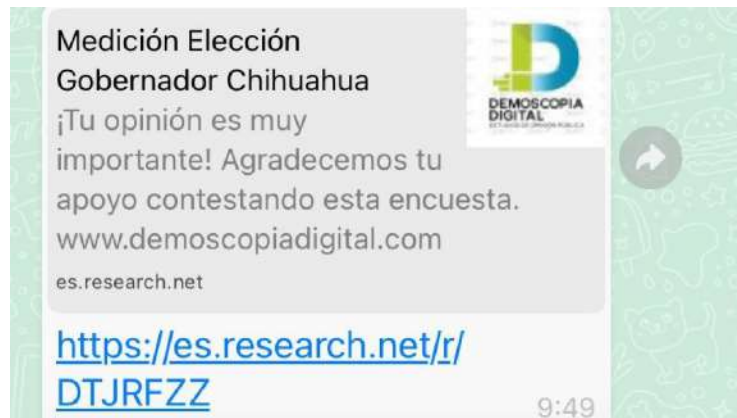 Medición Elección
Gobernador Chihuahua
¡Tu opinión es muy
importante! Agradecemos tu
apoyo contestando esta encuesta.
www.demoscopiadigital.com
es.research.net
DEMOSCOPIA
DIGITAL
https://es.research.net/r/
DTJRFZZ
9:49